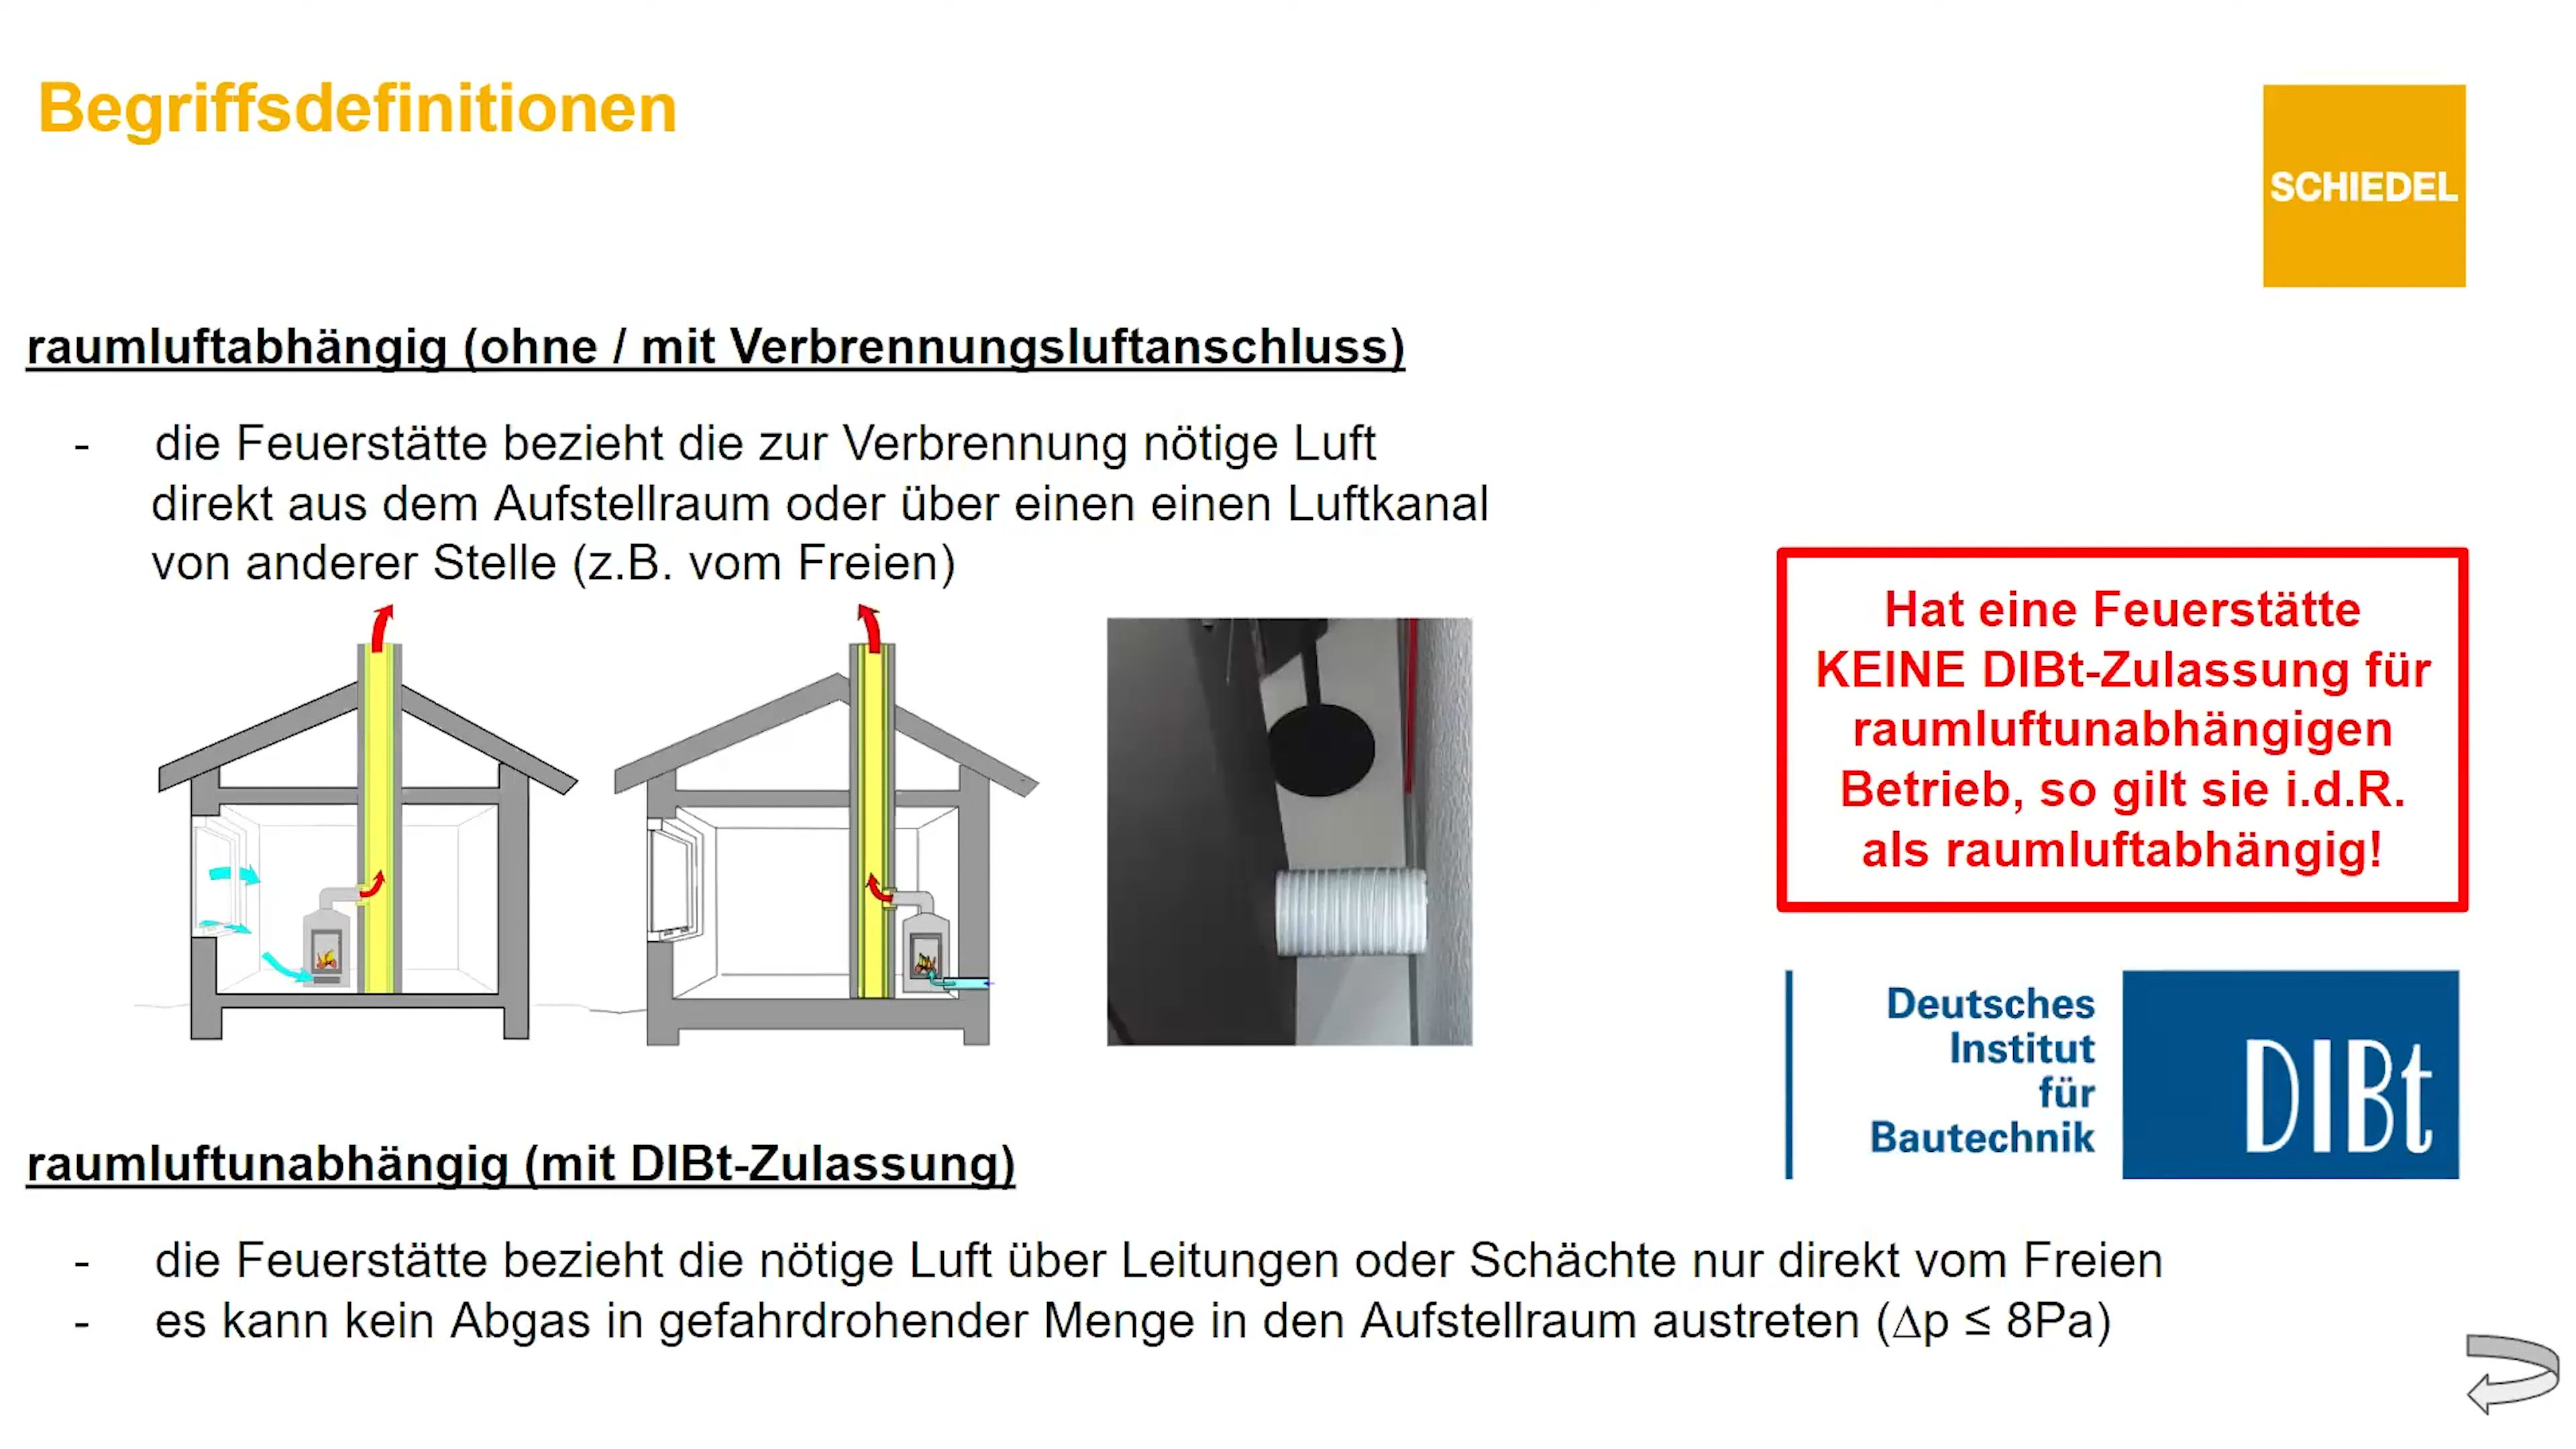 Begriffsdefinitionen
SCHIEDEL
raumluftabhängig (ohne / mit Verbrennungsluftanschluss)
- die Feuerstätte bezieht die zur Verbrennung nötige Luft
direkt aus dem Aufstellraum oder über einen einen Luftkanal
von anderer Stelle (z.B. vom Freien)
Hat eine Feuerstätte
KEINE DIBt-Zulassung für
raumluftunabhängigen
Betrieb, so gilt sie i.d.R.
als raumluftabhängig!
Deutsches
Institut
für
Bautechnik
DIBt
raumluftunabhängig (mit DIBt-Zulassung)
- die Feuerstätte bezieht die nötige Luft über Leitungen oder Schächte nur direkt vom Freien
- es kann kein Abgas in gefahrdrohender Menge in den Aufstellraum austreten (∆p ≤ 8Pa)